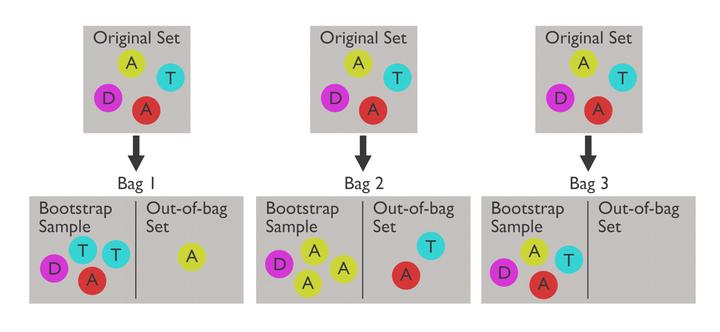 Original Set
A
T
D
A
Original Set
A
T
D
A
Original Set
A
T
D
A
Bag 1
Bootstrap
Sample
T
T
D
A
Out-of-bag
Set
A
Bag 2
Bootstrap
Sample
A
D
A
A
Out-of-bag
Set
T
A
Bag 3
Bootstrap
Sample
A
T
D
A
Out-of-bag
Set